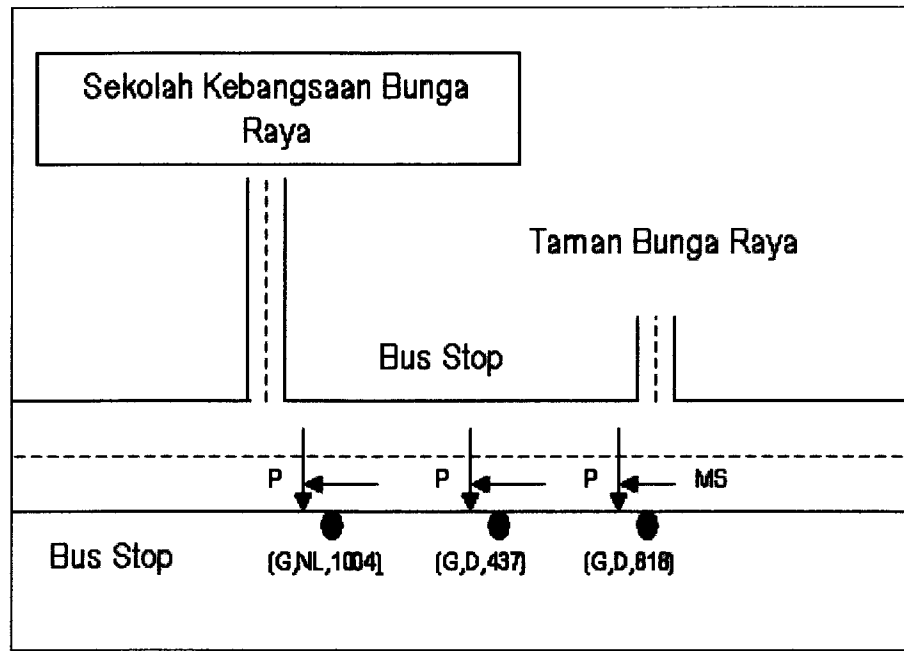 Sekolah Kebangsaan Bunga
Raya
Taman Bunga Raya
Bus Stop
P P P MS
Bus Stop (G,NL,1004) (G,D,437) (G,D,818)